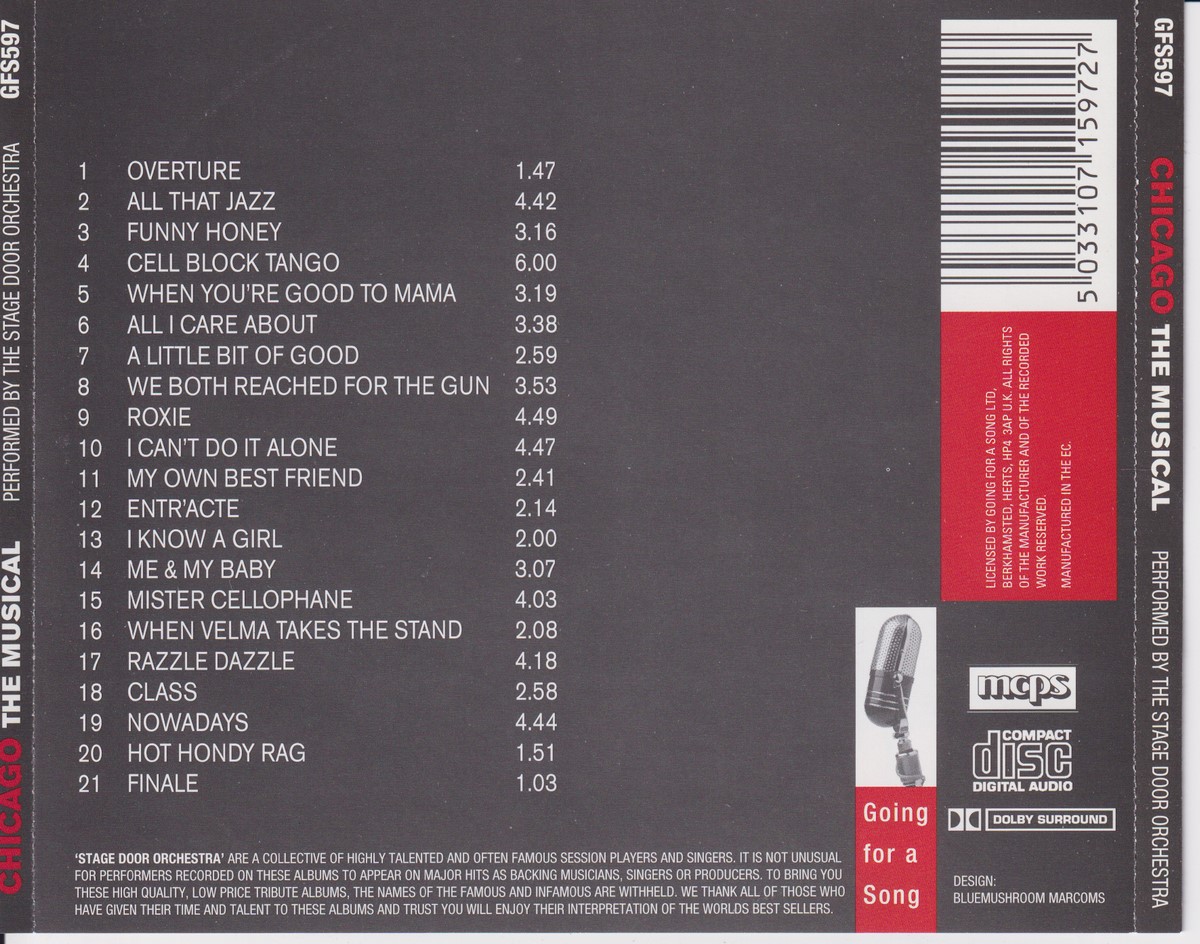 CHICAGO THE MUSICAL PERFORMED BY THE STAGE DOOR ORCHESTRA GFS597
1 OVERTURE 1.47
2 ALL THAT JAZZ 4.42
3 FUNNY HONEY 3.16
4 CELL BLOCK TANGO 6.00
5 WHEN YOU'RE GOOD TO MAMA 3.19
6 ALL I CARE ABOUT 3.38
7 A LITTLE BIT OF GOOD 2.59
8 WE BOTH REACHED FOR THE GUN 3.53
9 ROXIE 4.49
10 I CAN'T DO IT ALONE 4.47
11 MY OWN BEST FRIEND 2.41
12 ENTR'ACTE 2.14
13 I KNOW A GIRL 2.00
14 ME & MY BABY 3.07
15 MISTER CELLOPHANE 4.03
16 WHEN VELMA TAKES THE STAND 2.08
17 RAZZLE DAZZLE 4.18
18 CLASS 2.58
19 NOWADAYS 4.44
20 HOT HONDY RAG 1.51
21 FINALE 1.03
'STAGE DOOR ORCHESTRA' ARE A COLLECTIVE OF HIGHLY TALENTED AND OFTEN FAMOUS SESSION PLAYERS AND SINGERS. IT IS NOT UNUSUAL
FOR PERFORMERS RECORDED ON THESE ALBUMS TO APPEAR ON MAJOR HITS AS BACKING MUSICIANS, SINGERS OR PRODUCERS. TO BRING YOU
THESE HIGH QUALITY, LOW PRICE TRIBUTE ALBUMS, THE NAMES OF THE FAMOUS AND INFAMOUS ARE WITHHELD. WE THANK ALL OF THOSE WHO
HAVE GIVEN THEIR TIME AND TALENT TO THESE ALBUMS AND TRUST YOU WILL ENJOY THEIR INTERPRETATION OF THE WORLDS BEST SELLERS.
5 033107 159727
LICENSED BY GOING FOR A SONG LTD,
BERKHAMSTED, HERTS, HP4 3AP U.K. ALL RIGHTS
OF THE MANUFACTURER AND OF THE RECORDED
WORK RESERVED.
MANUFACTURED IN THE EC.
Going
for a
Song
mcps
COMPACT
disc
DIGITAL AUDIO
DOLBY SURROUND
DESIGN:
BLUEMUSHROOM MARCOMS
GFS597 CHICAGO THE MUSICAL PERFORMED BY THE STAGE DOOR ORCHESTRA